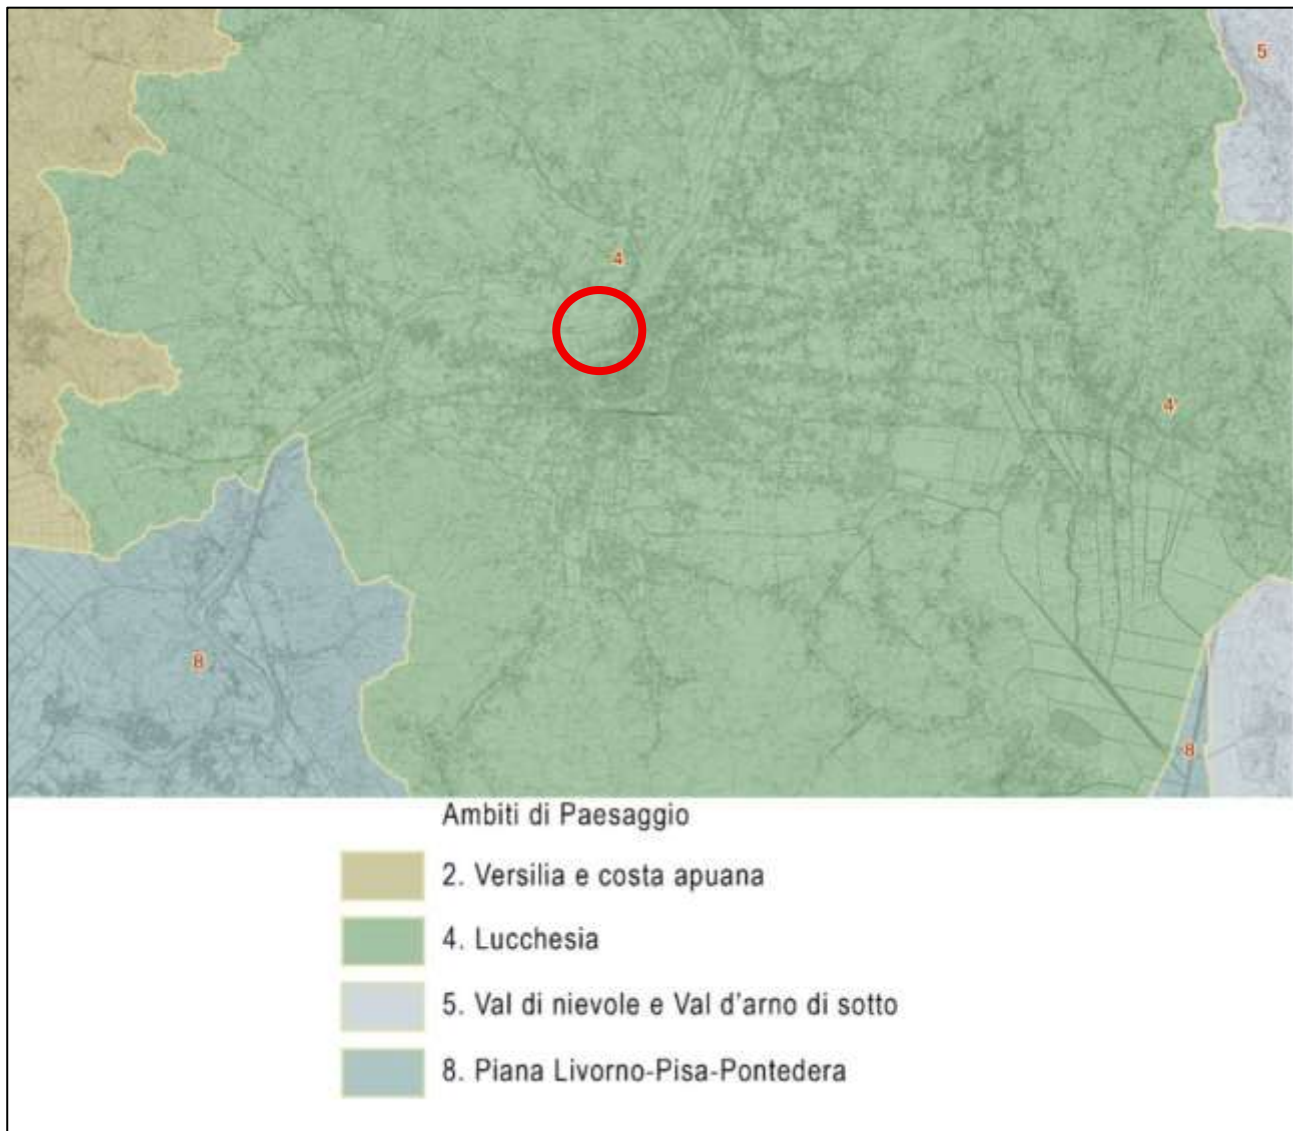 5
4
4
8
8
Ambiti di Paesaggio
2. Versilia e costa apuana
4. Lucchesia
5. Val di nievole e Val d'arno di sotto
8. Piana Livorno-Pisa-Pontedera